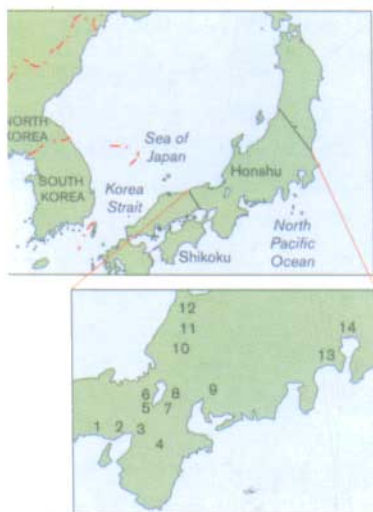 NORTH
KOREA
Sea of
Japan
SOUTH
KOREA
Korea
Strait
Honshu
North
Pacific
Ocean
Shikoku
12
11
14
10
13
6 8 9
5 7
1 2 3
4